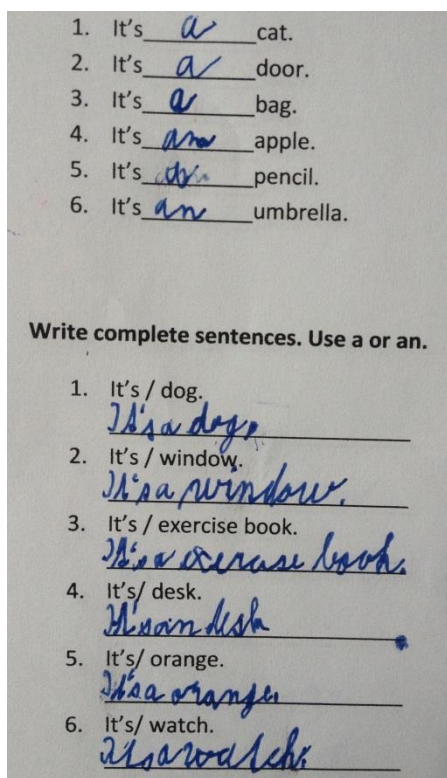 1. It's a cat.
2. It's a door.
3. It's a bag.
4. It's an apple.
5. It's pencil.
6. It's an umbrella.
Write complete sentences. Use a or an.
1. It's / dog.
It's a dog.
2. It's / window.
It's a window.
3. It's / exercise book.
It's a exercise book.
4. It's/ desk.
It's an desk
5. It's/ orange.
It's a orange.
6. It's/ watch.
It's a watch.